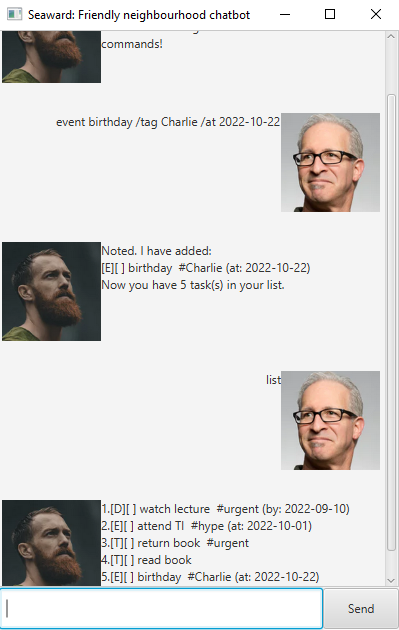 Seaward: Friendly neighbourhood chatbot
commands!
event birthday /tag Charlie /at 2022-10-22
Noted. I have added:
[E][ ] birthday  #Charlie (at: 2022-10-22)
Now you have 5 task(s) in your list.
list
1.[D][ ] watch lecture  #urgent (by: 2022-09-10)
2.[E][ ] attend TI  #hype (at: 2022-10-01)
3.[T][ ] return book  #urgent
4.[T][ ] read book
5.[E][ ] birthday  #Charlie (at: 2022-10-22)
Send